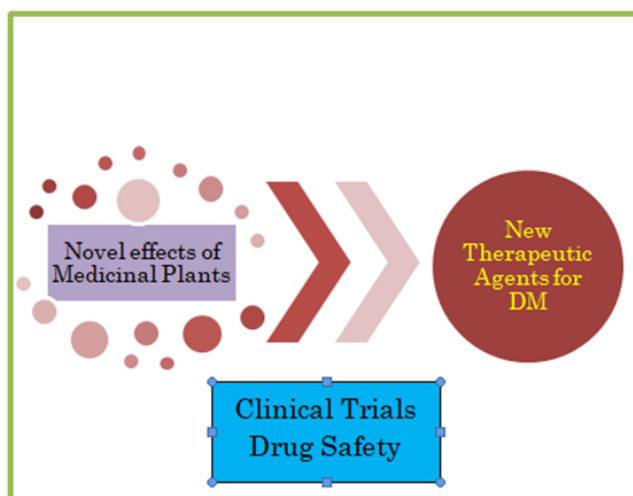 Novel effects of
Medicinal Plants
New
Therapeutic
Agents for
DM
Clinical Trials
Drug Safety